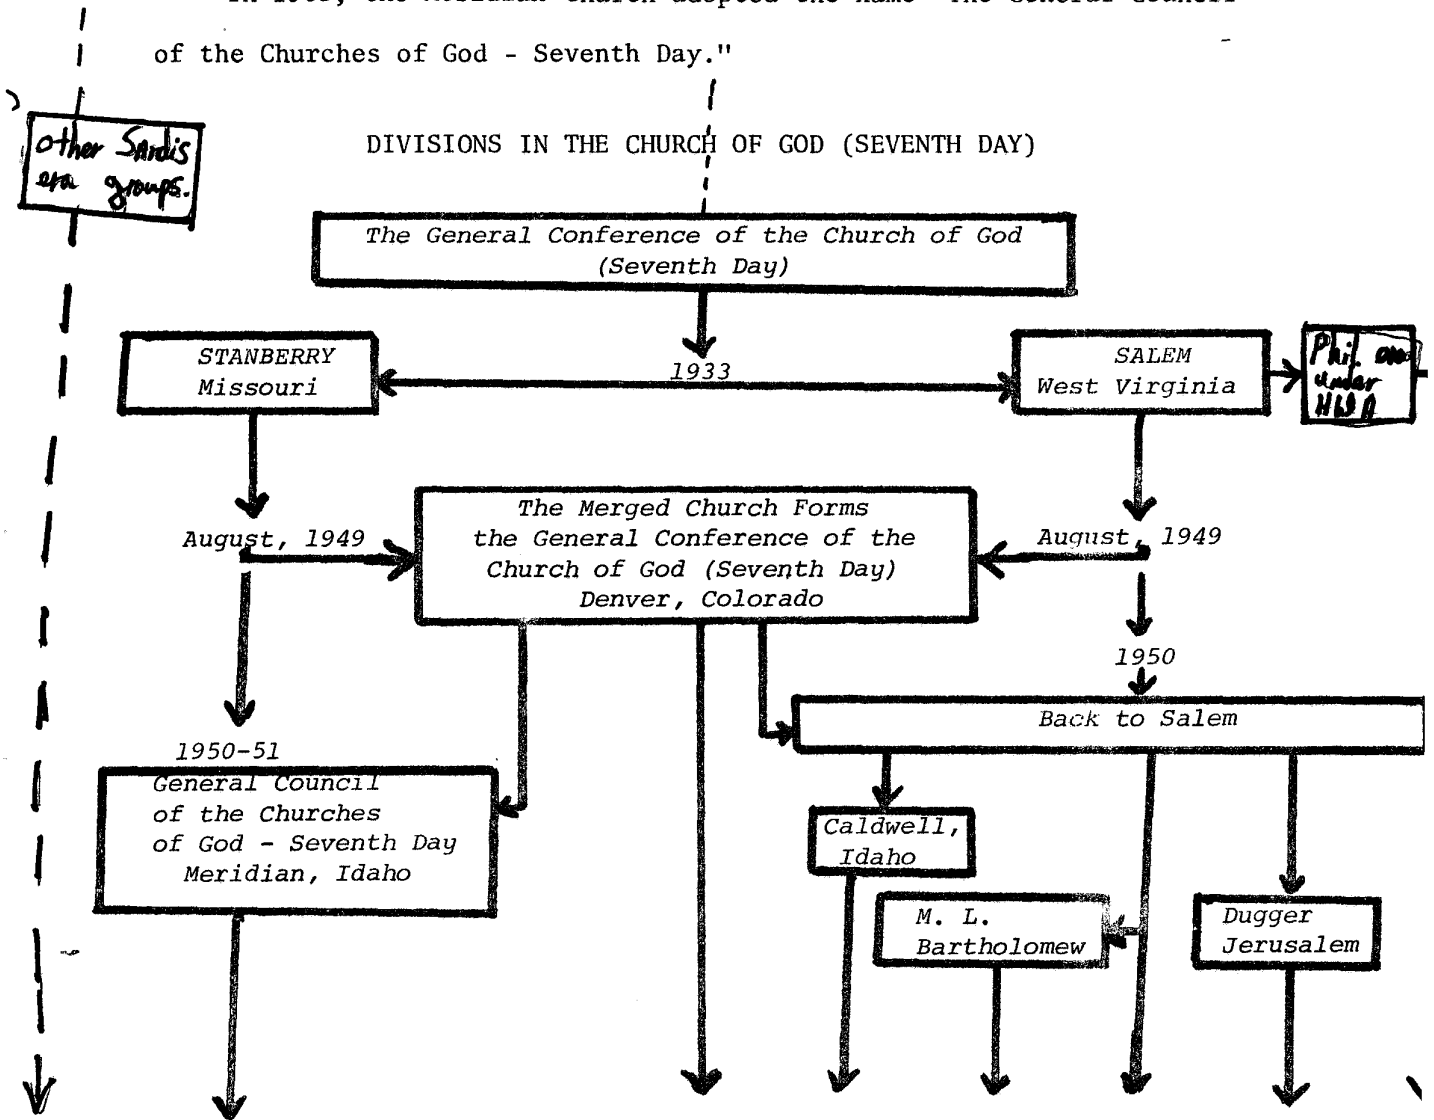 of the Churches of God - Seventh Day."
other Sardis
era groups.
DIVISIONS IN THE CHURCH OF GOD (SEVENTH DAY)
The General Conference of the Church of God
(Seventh Day)
STANBERRY
Missouri
1933
SALEM
West Virginia
Phil. era
under
HWA
August, 1949
The Merged Church Forms
the General Conference of the
Church of God (Seventh Day)
Denver, Colorado
August, 1949
1950
Back to Salem
1950-51
General Council
of the Churches
of God - Seventh Day
Meridian, Idaho
Caldwell,
Idaho
M. L.
Bartholomew
Dugger
Jerusalem